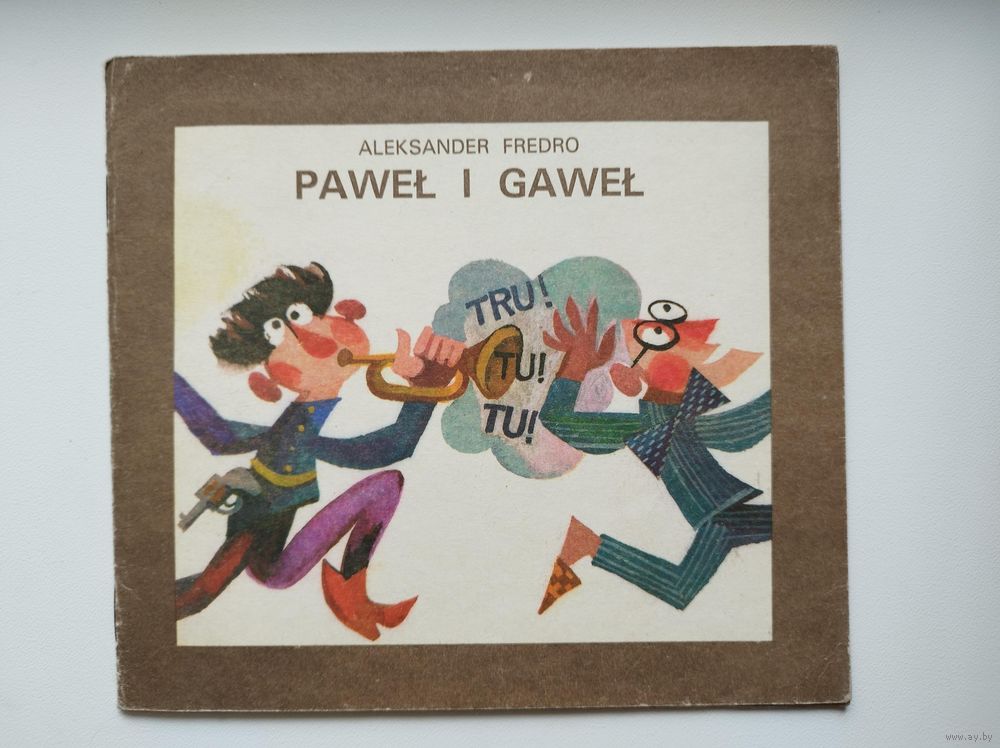 ALEKSANDER FREDRO
PAWEŁ I GAWEŁ
TRU!
TU!
TU!
www.ay.by